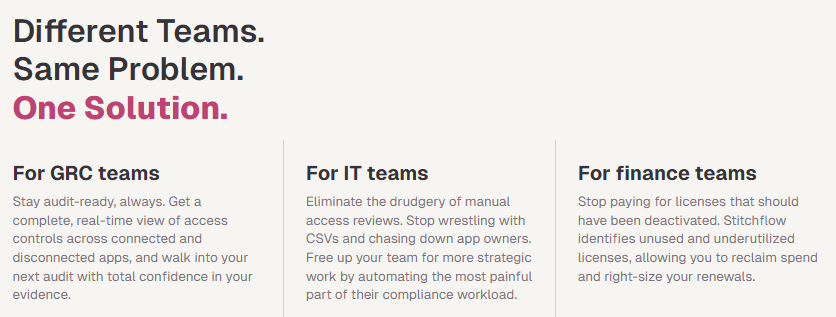 Different Teams.
Same Problem.
One Solution.
For GRC teams
Stay audit-ready, always. Get a
complete, real-time view of access
controls across connected and
disconnected apps, and walk into your
next audit with total confidence in your
evidence.
For IT teams
Eliminate the drudgery of manual
access reviews. Stop wrestling with
CSVs and chasing down app owners.
Free up your team for more strategic
work by automating the most painful
part of their compliance workload.
For finance teams
Stop paying for licenses that should
have been deactivated. Stitchflow
identifies unused and underutilized
licenses, allowing you to reclaim spend
and right-size your renewals.